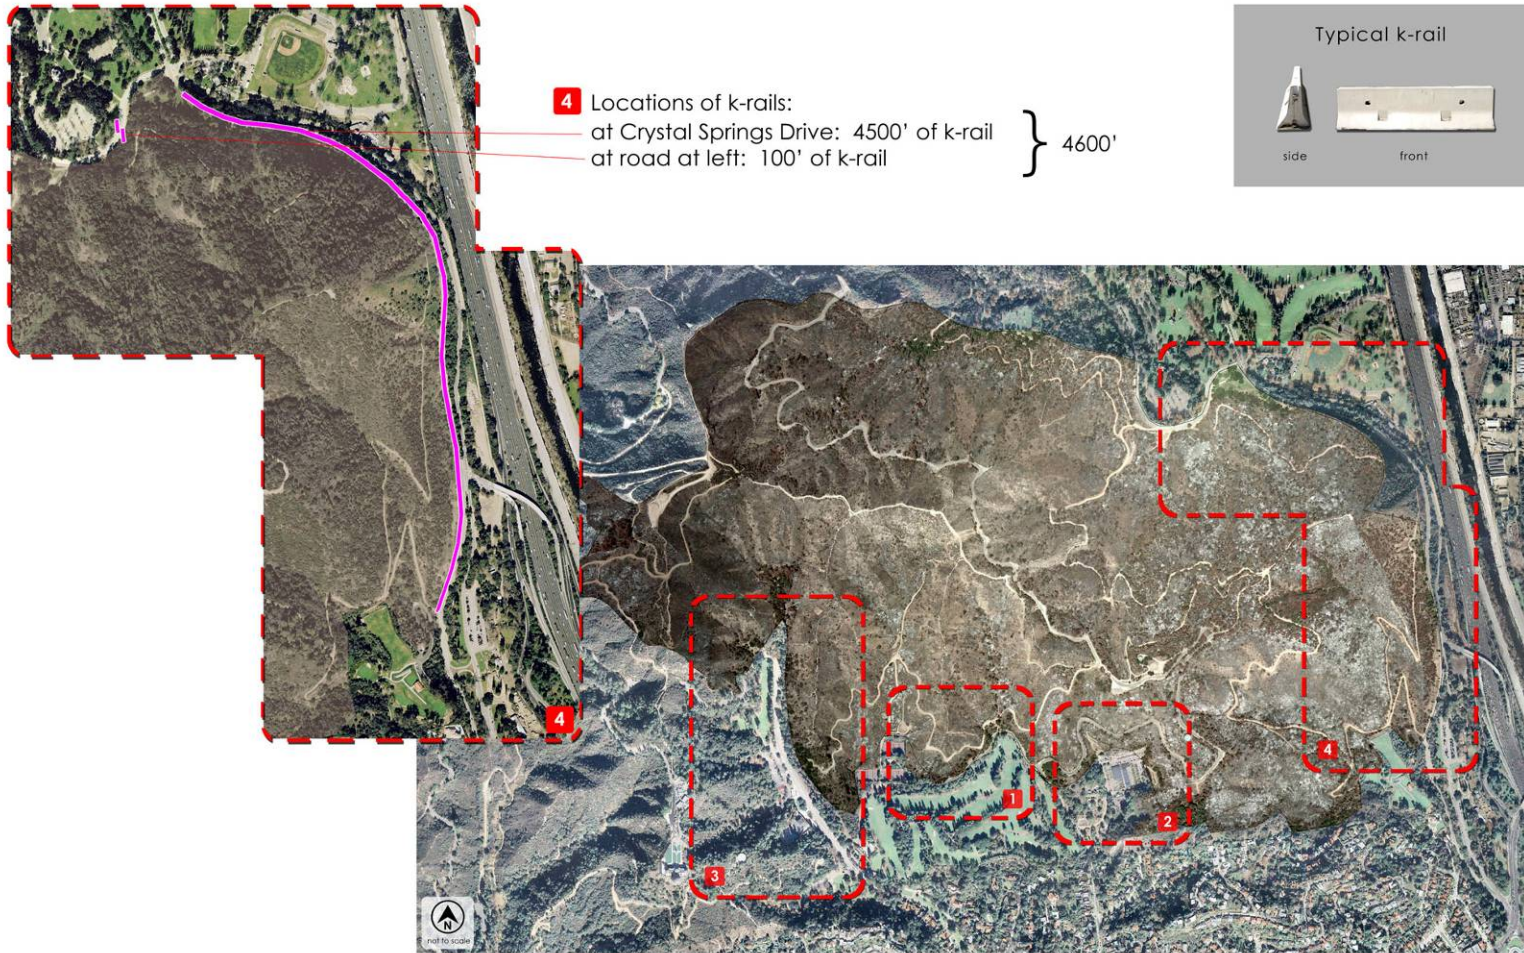 Typical k-rail
side
front
4 Locations of k-rails:
at Crystal Springs Drive: 4500' of k-rail
at road at left: 100' of k-rail
4600'
4
4
1
2
3
N
not to scale